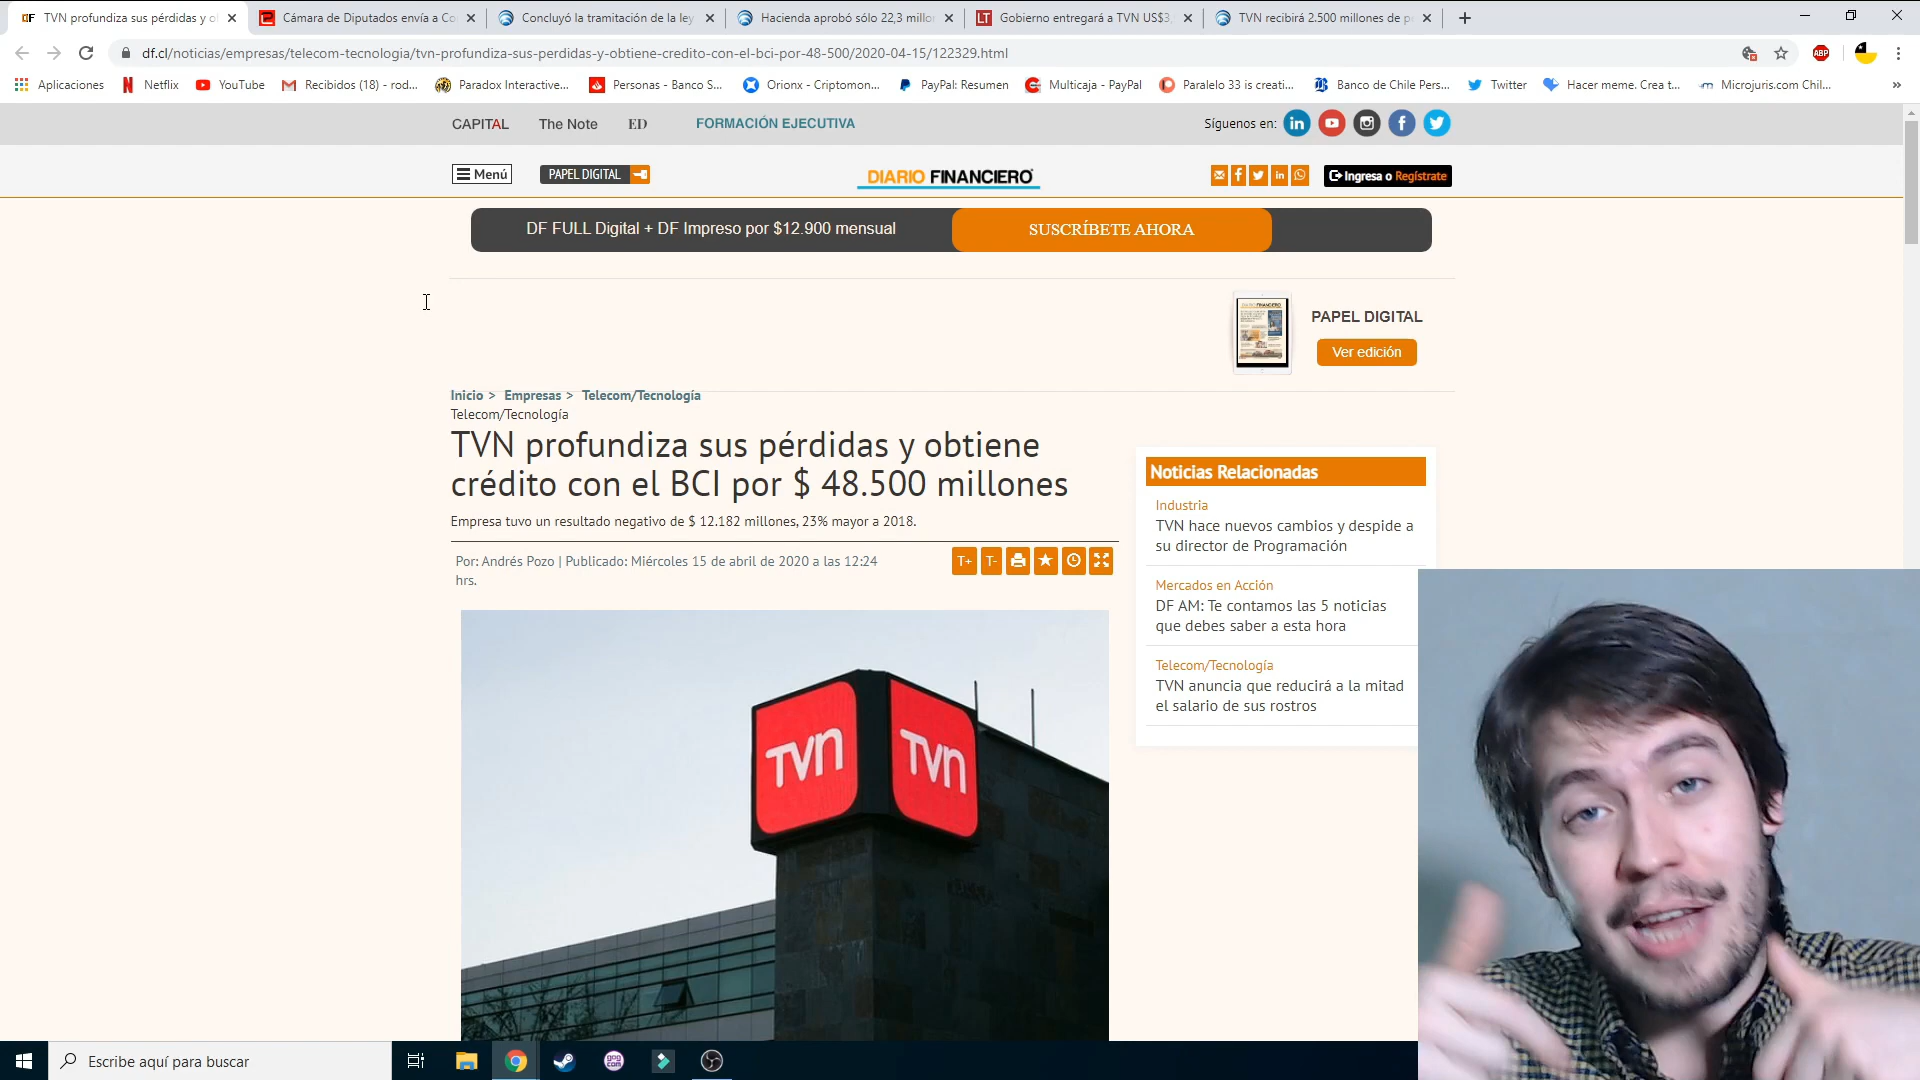 TVN profundiza sus pérdidas y o
Cámara de Diputados envía a Co
Concluyó la tramitación de la ley
Hacienda aprobó sólo 22,3 millor
Gobierno entregará a TVN US$3
TVN recibirá 2.500 millones de p
df.cl/noticias/empresas/telecom-tecnologia/tvn-profundiza-sus-perdidas-y-obtiene-credito-con-el-bci-por-48-500/2020-04-15/122329.html
ABP
Aplicaciones
Netflix
YouTube
Recibidos (18) - rod...
Paradox Interactive...
Personas - Banco S...
Orionx - Criptomon...
PayPal: Resumen
Multicaja - PayPal
Paralelo 33 is creati...
Banco de Chile Pers...
Twitter
Hacer meme. Crea t...
Microjuris.com Chil...
CAPITAL The Note ED FORMACIÓN EJECUTIVA
Síguenos en:
Menú
PAPEL DIGITAL
DIARIO FINANCIERO
Ingresa o Regístrate
DF FULL Digital + DF Impreso por $12.900 mensual
SUSCRÍBETE AHORA
PAPEL DIGITAL
Ver edición
Inicio > Empresas > Telecom/Tecnología
Telecom/Tecnología
TVN profundiza sus pérdidas y obtiene
crédito con el BCI por $ 48.500 millones
Empresa tuvo un resultado negativo de $ 12.182 millones, 23% mayor a 2018.
Por: Andrés Pozo | Publicado: Miércoles 15 de abril de 2020 a las 12:24
hrs.
T+ T-
Noticias Relacionadas
Industria
TVN hace nuevos cambios y despide a
su director de Programación
Mercados en Acción
DF AM: Te contamos las 5 noticias
que debes saber a esta hora
Telecom/Tecnología
TVN anuncia que reducirá a la mitad
el salario de sus rostros
TVN TVN
Escribe aquí para buscar